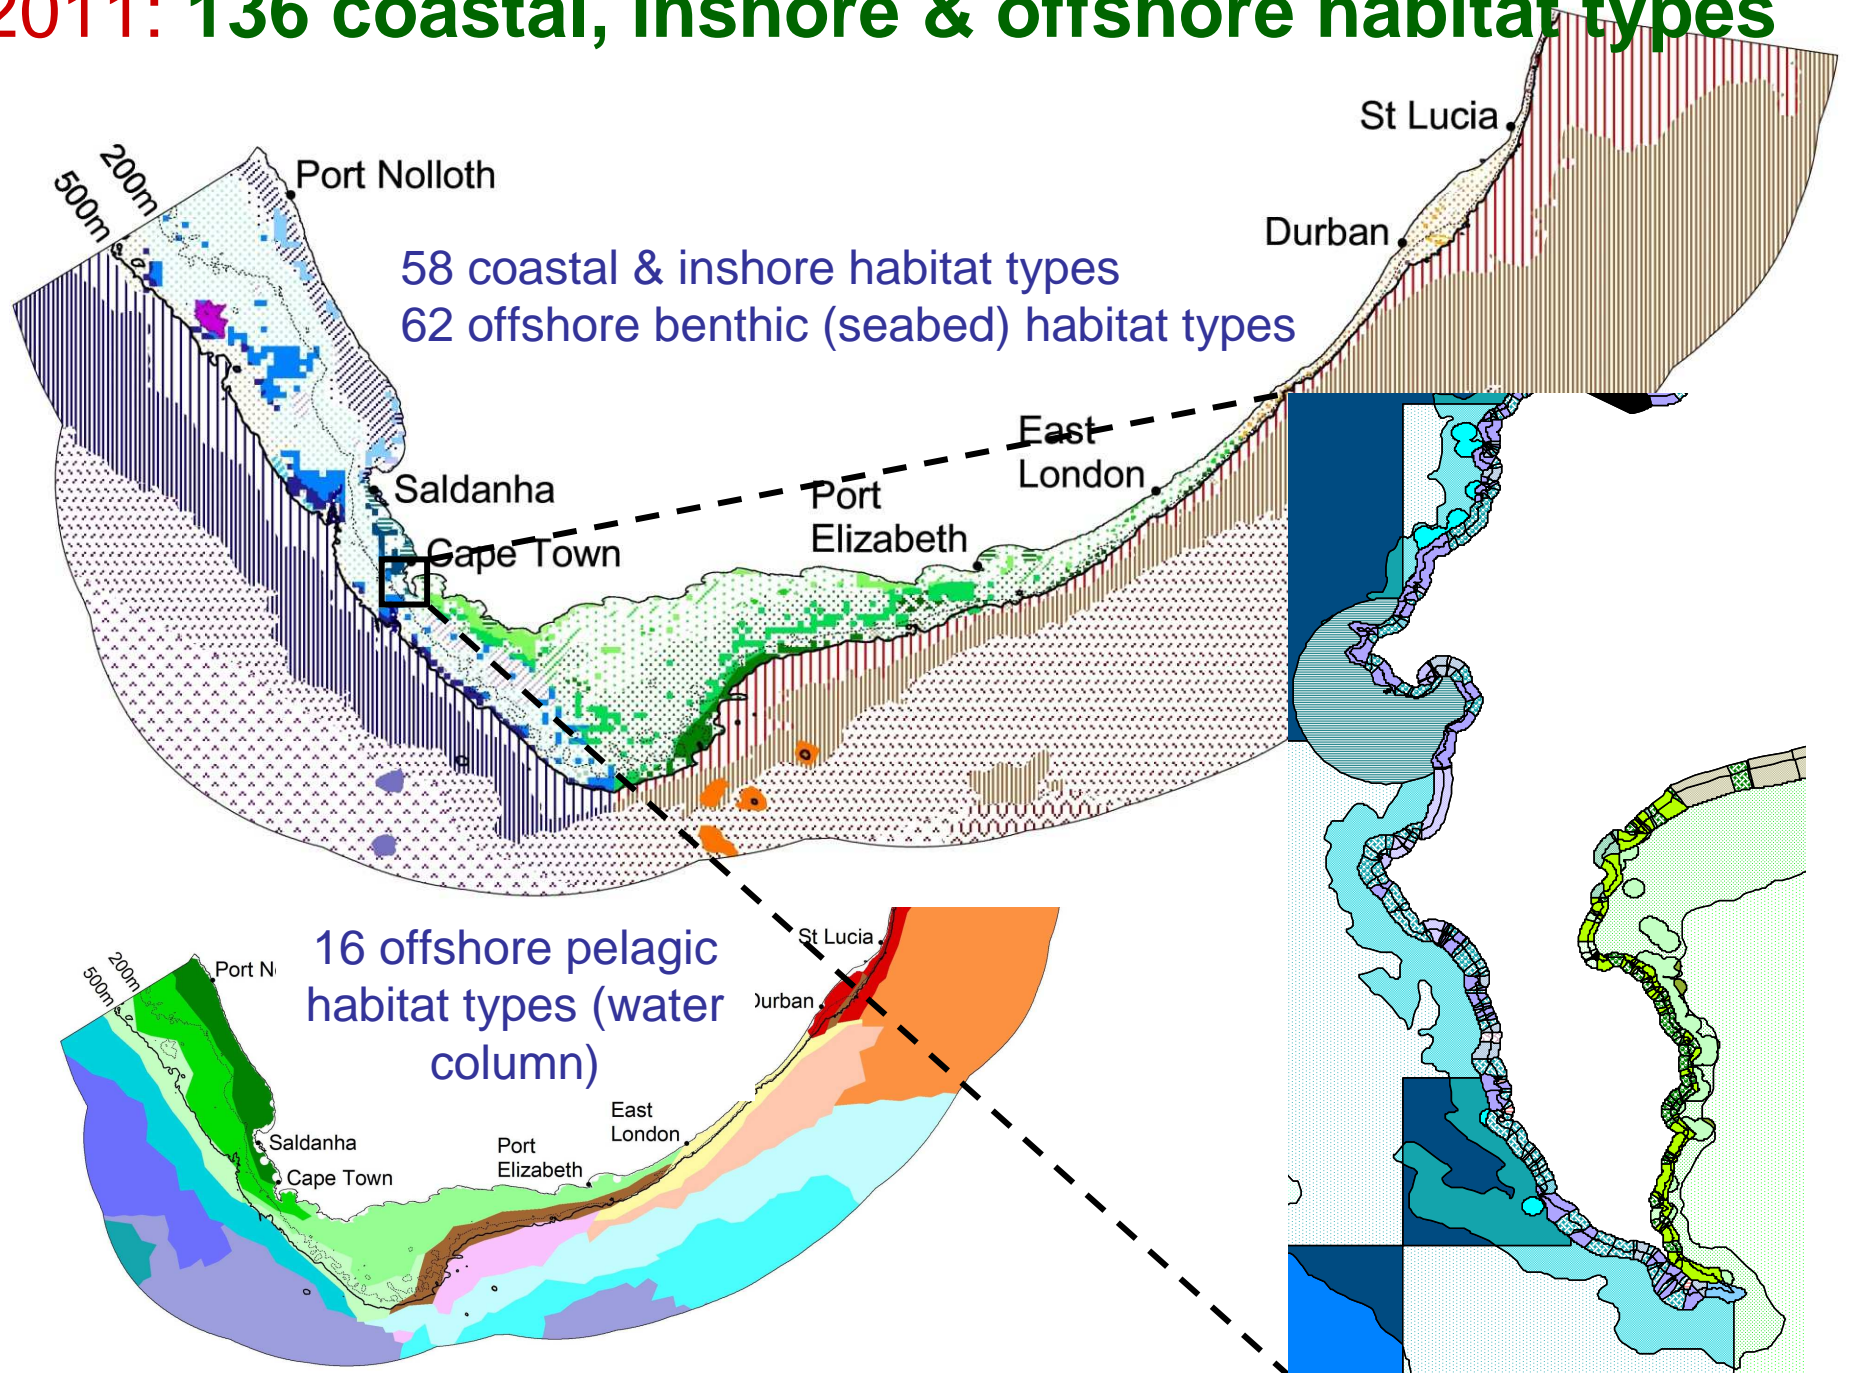 2011: 136 coastal, inshore & offshore habitat types
St Lucia
200m
500m
Port Nolloth
Durban
58 coastal & inshore habitat types
62 offshore benthic (seabed) habitat types
East
London
Saldanha
Port
Elizabeth
Cape Town
16 offshore pelagic
habitat types (water
column)
St Lucia
200m
500m
Port N
Durban
East
London
Saldanha
Port
Elizabeth
Cape Town